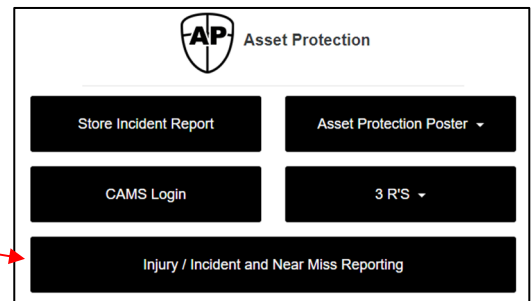 AP Asset Protection
Store Incident Report
Asset Protection Poster
CAMS Login
3 R'S
Injury / Incident and Near Miss Reporting